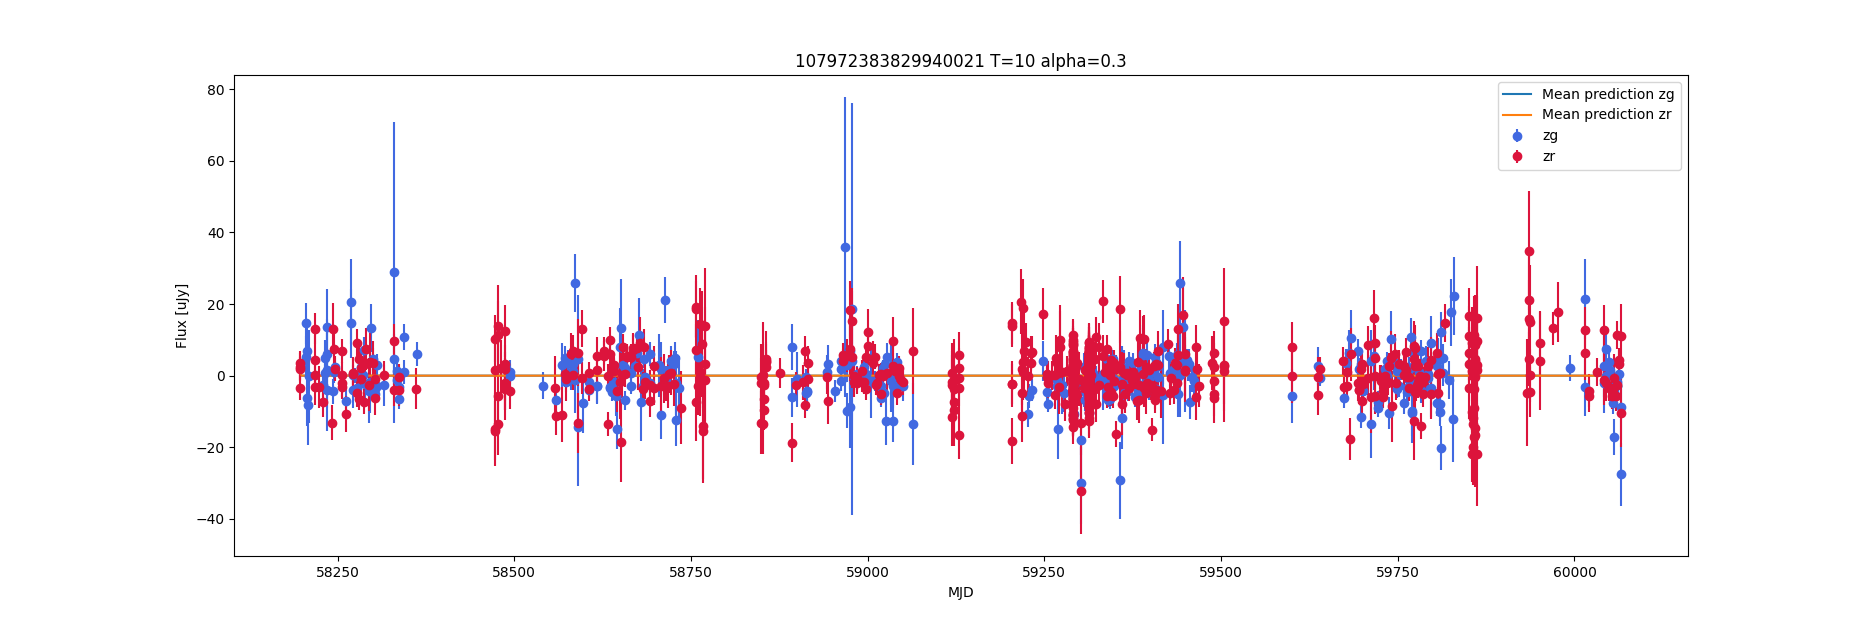 107972383829940021 T=10 alpha=0.3
80
60
40
20
0
−20
−40
Flux [uJy]
Mean prediction zg
Mean prediction zr
zg
zr
58250 58500 58750 59000 59250 59500 59750 60000
MJD